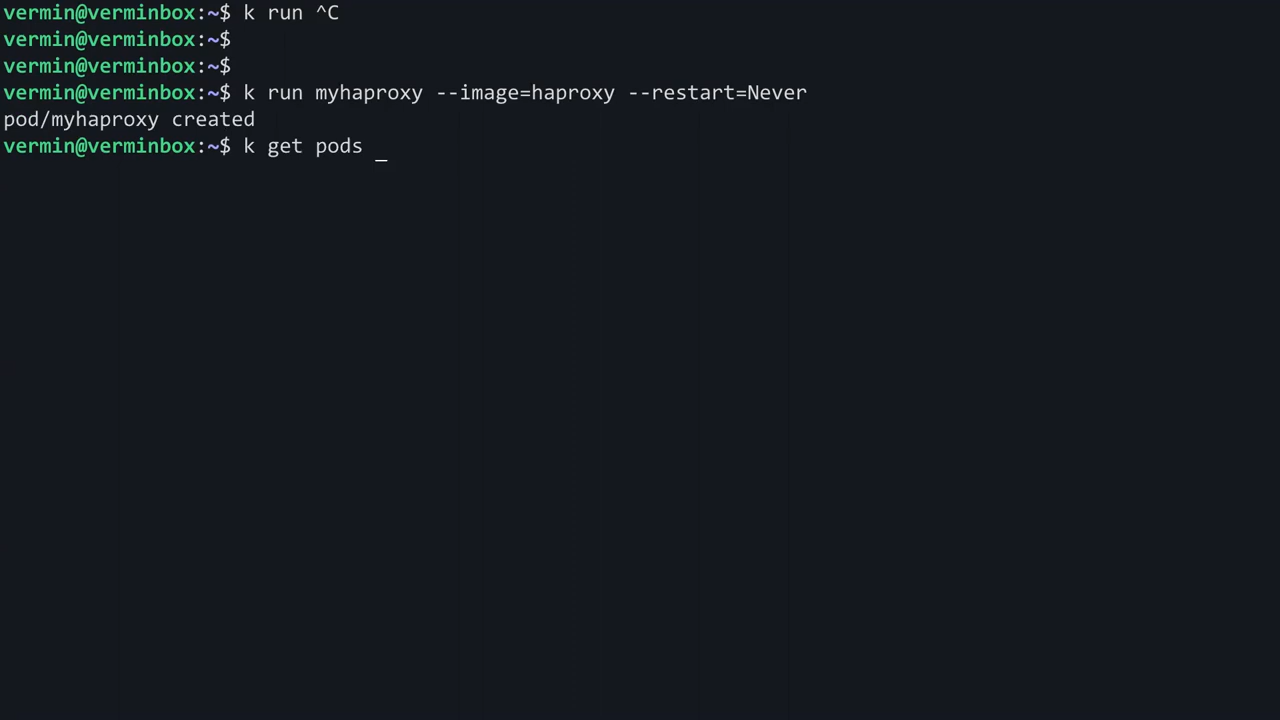 vermin@verminbox:~$ k run ^C
vermin@verminbox:~$
vermin@verminbox:~$
vermin@verminbox:~$ k run myhaproxy --image=haproxy --restart=Never
pod/myhaproxy created
vermin@verminbox:~$ k get pods _